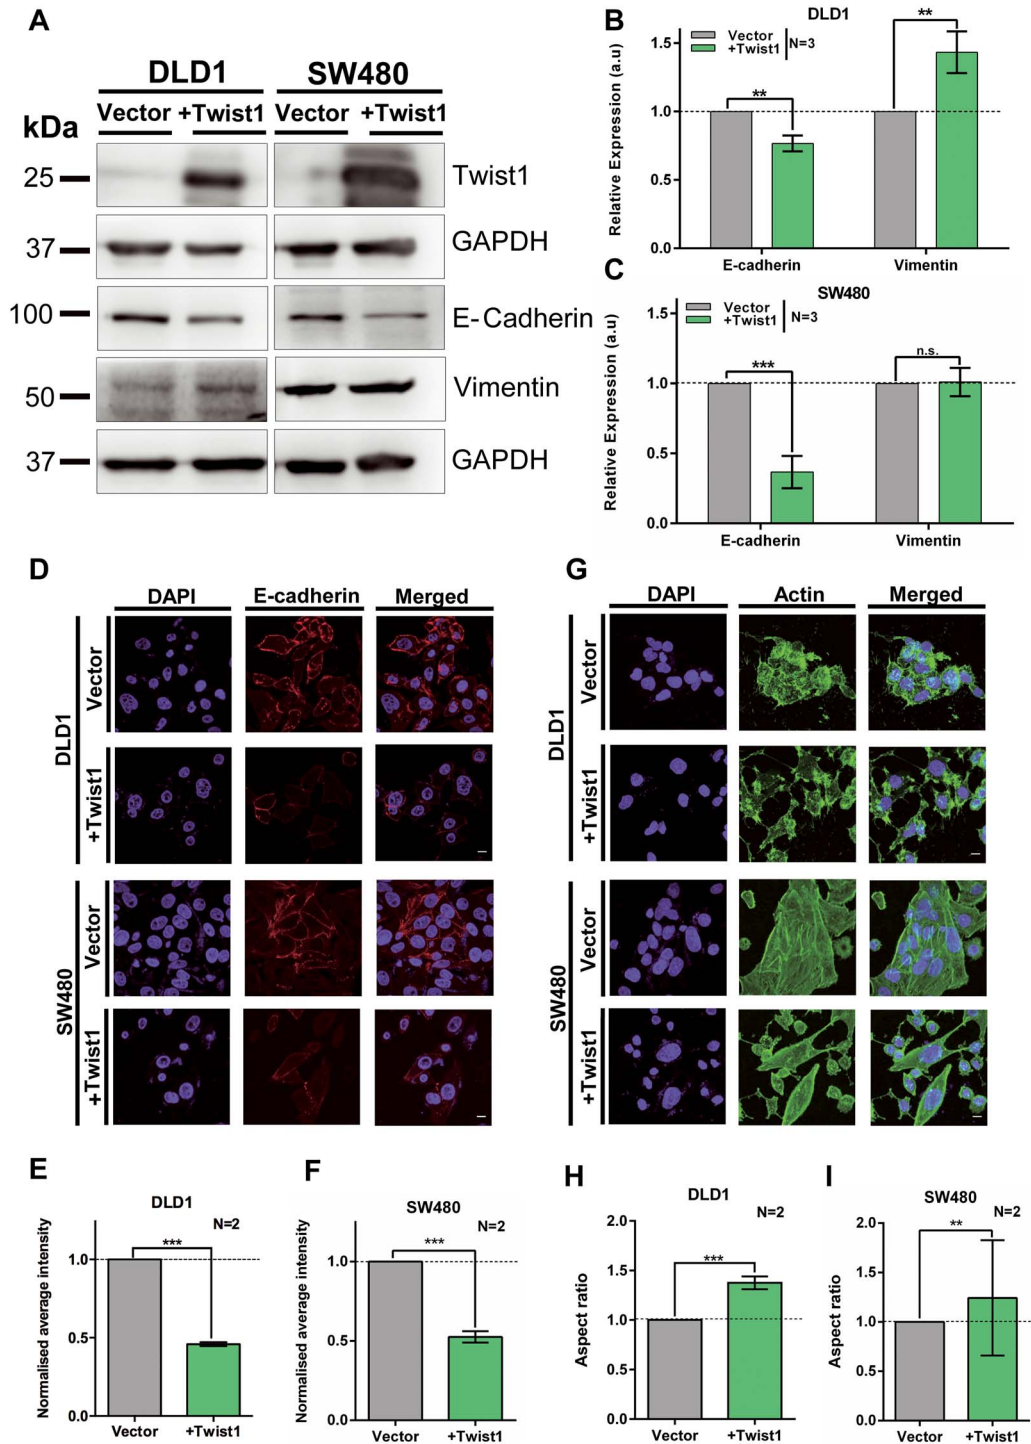 A
DLD1 SW480
Vector +Twist1 Vector +Twist1
kDa
25 Twist1
37 GAPDH
100 E-Cadherin
50 Vimentin
37 GAPDH
B
DLD1
Vector
+Twist1
N=3
Relative Expression (a.u)
1.5
1.0
0.5
0.0
**
**
E-cadherin Vimentin
C
SW480
Vector
+Twist1
N=3
Relative Expression (a.u)
1.5
1.0
0.5
0.0
***
n.s.
E-cadherin Vimentin
D
DAPI E-cadherin Merged
DLD1
Vector
+Twist1
SW480
Vector
+Twist1
G
DAPI Actin Merged
DLD1
Vector
+Twist1
SW480
Vector
+Twist1
E
DLD1
N=2
Normalised average intensity
1.0
0.5
0.0
***
Vector +Twist1
F
SW480
N=2
Normalised average intensity
1.0
0.5
0.0
***
Vector +Twist1
H
DLD1
N=2
Aspect ratio
2.0
1.5
1.0
0.5
0.0
***
Vector +Twist1
I
SW480
N=2
Aspect ratio
2.0
1.5
1.0
0.5
0.0
**
Vector +Twist1